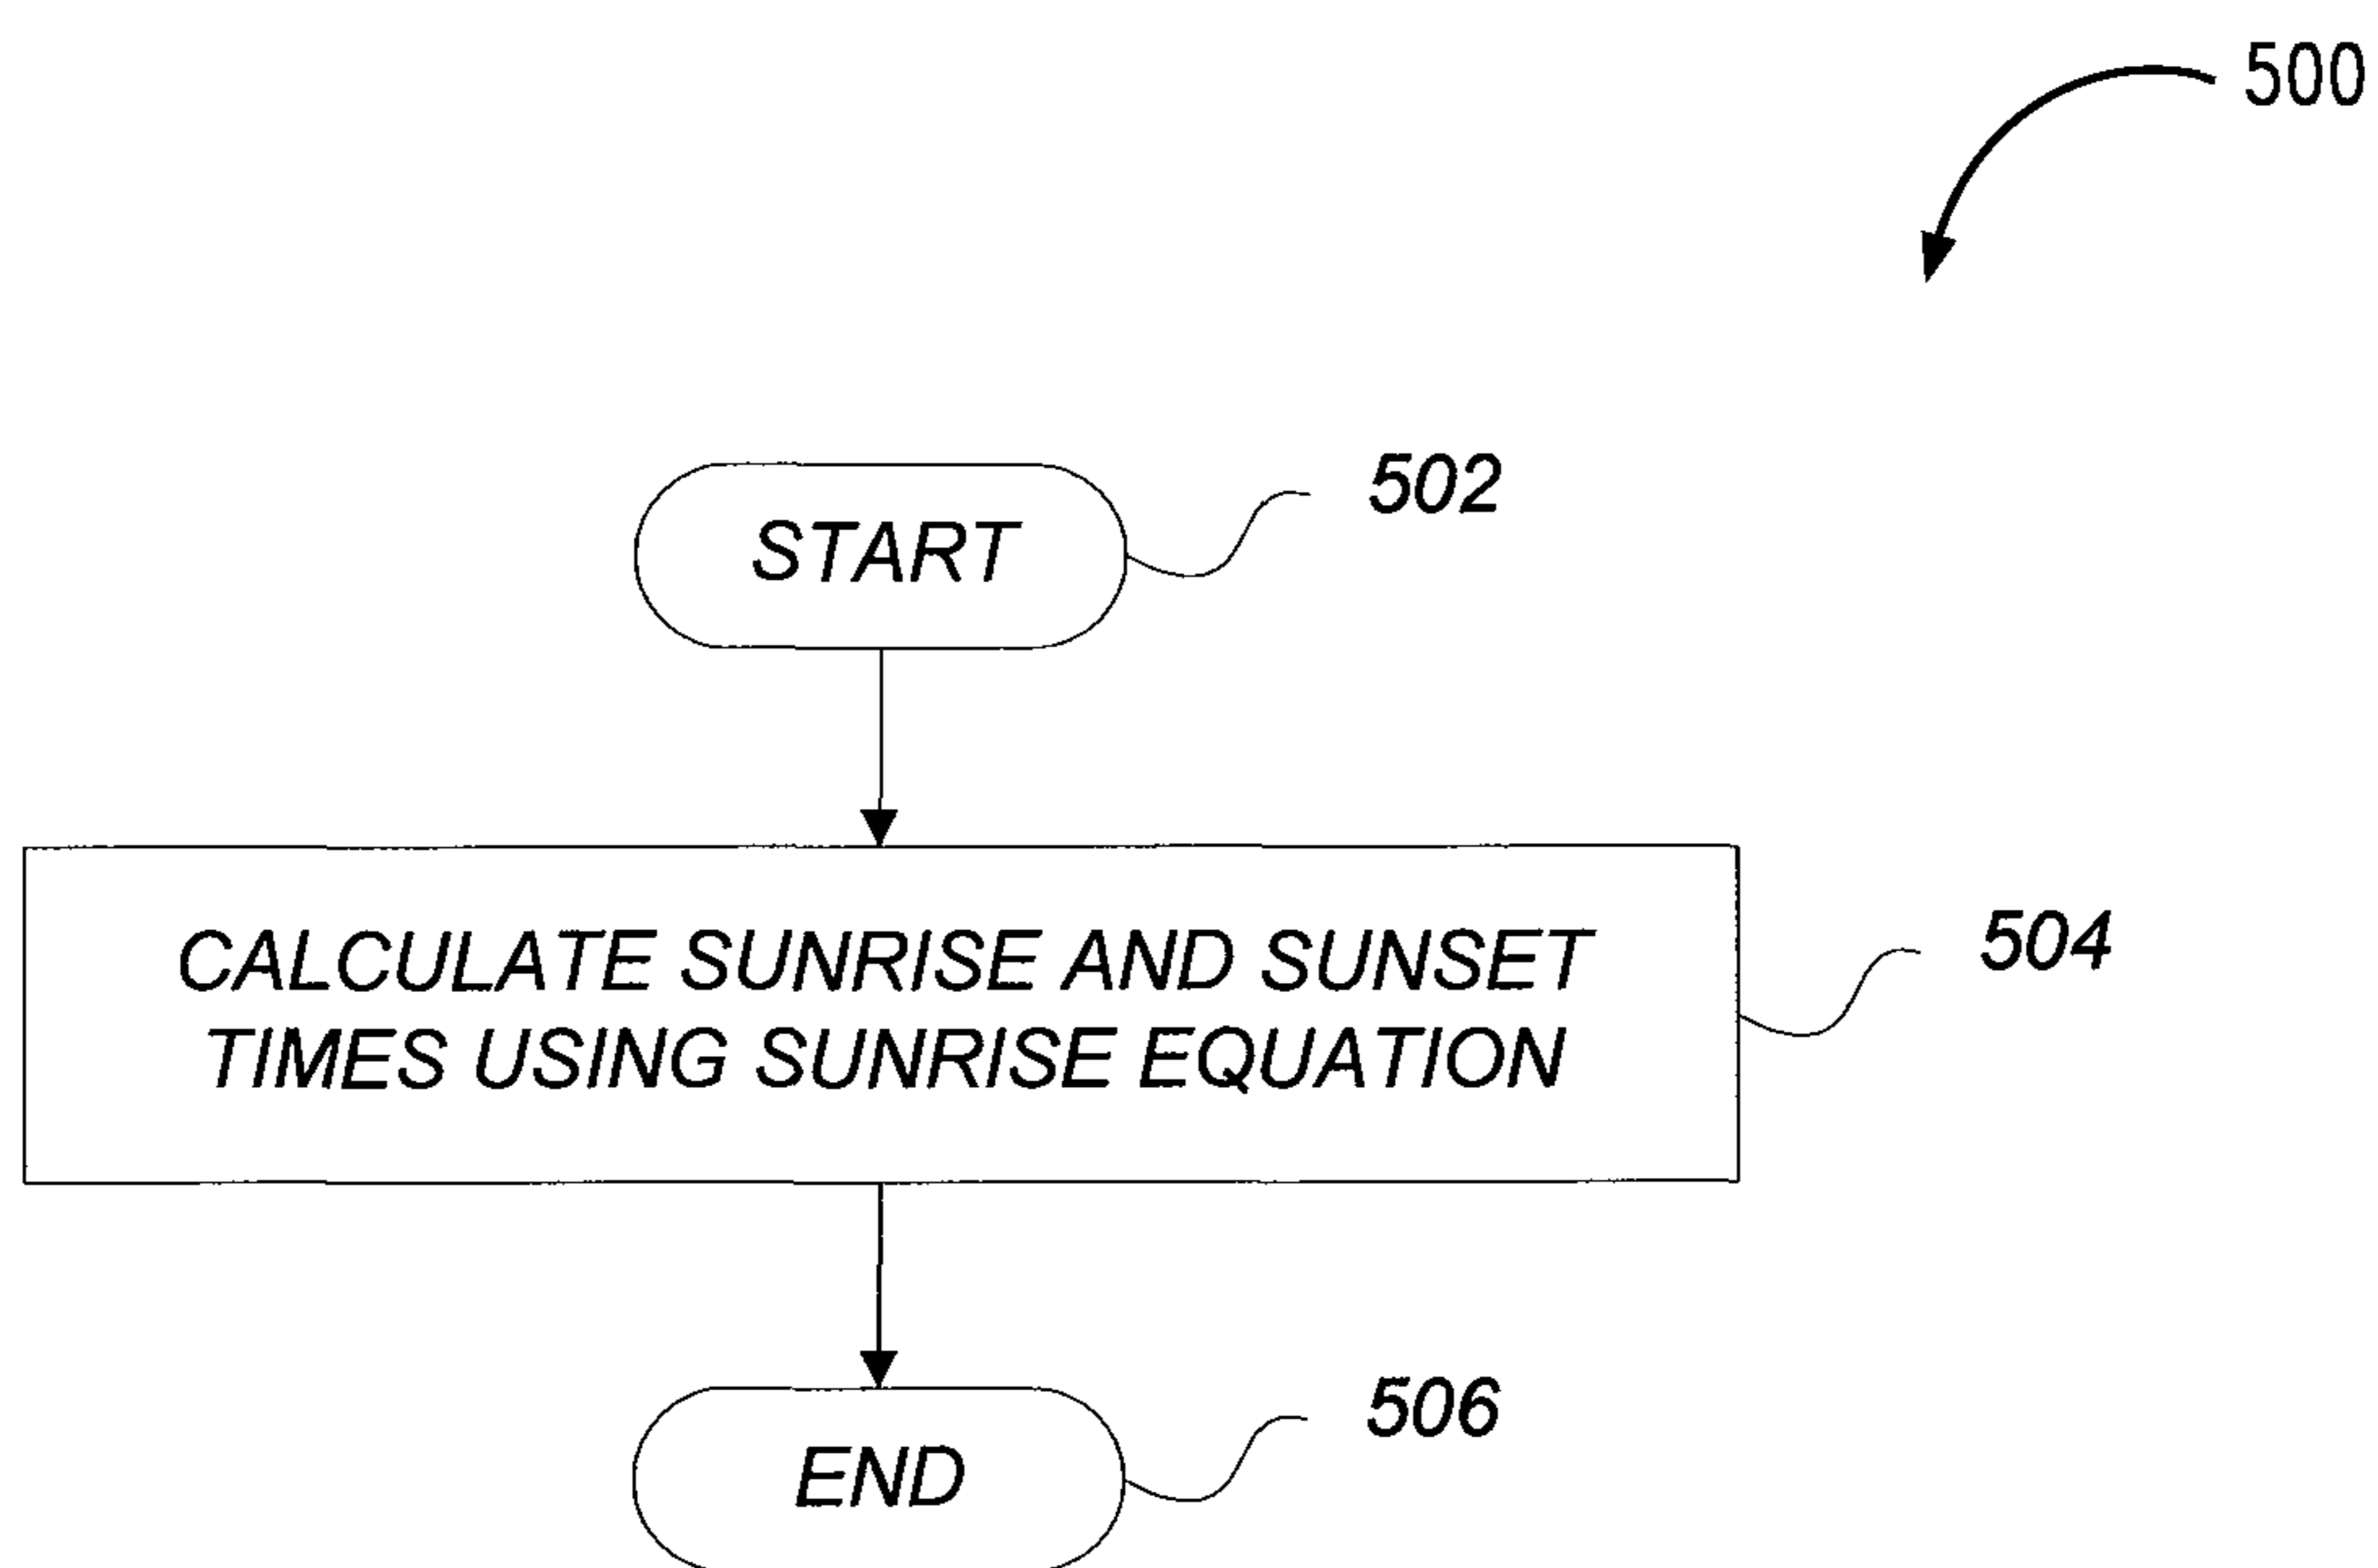 500
START
502
CALCULATE SUNRISE AND SUNSET
TIMES USING SUNRISE EQUATION
504
END
506